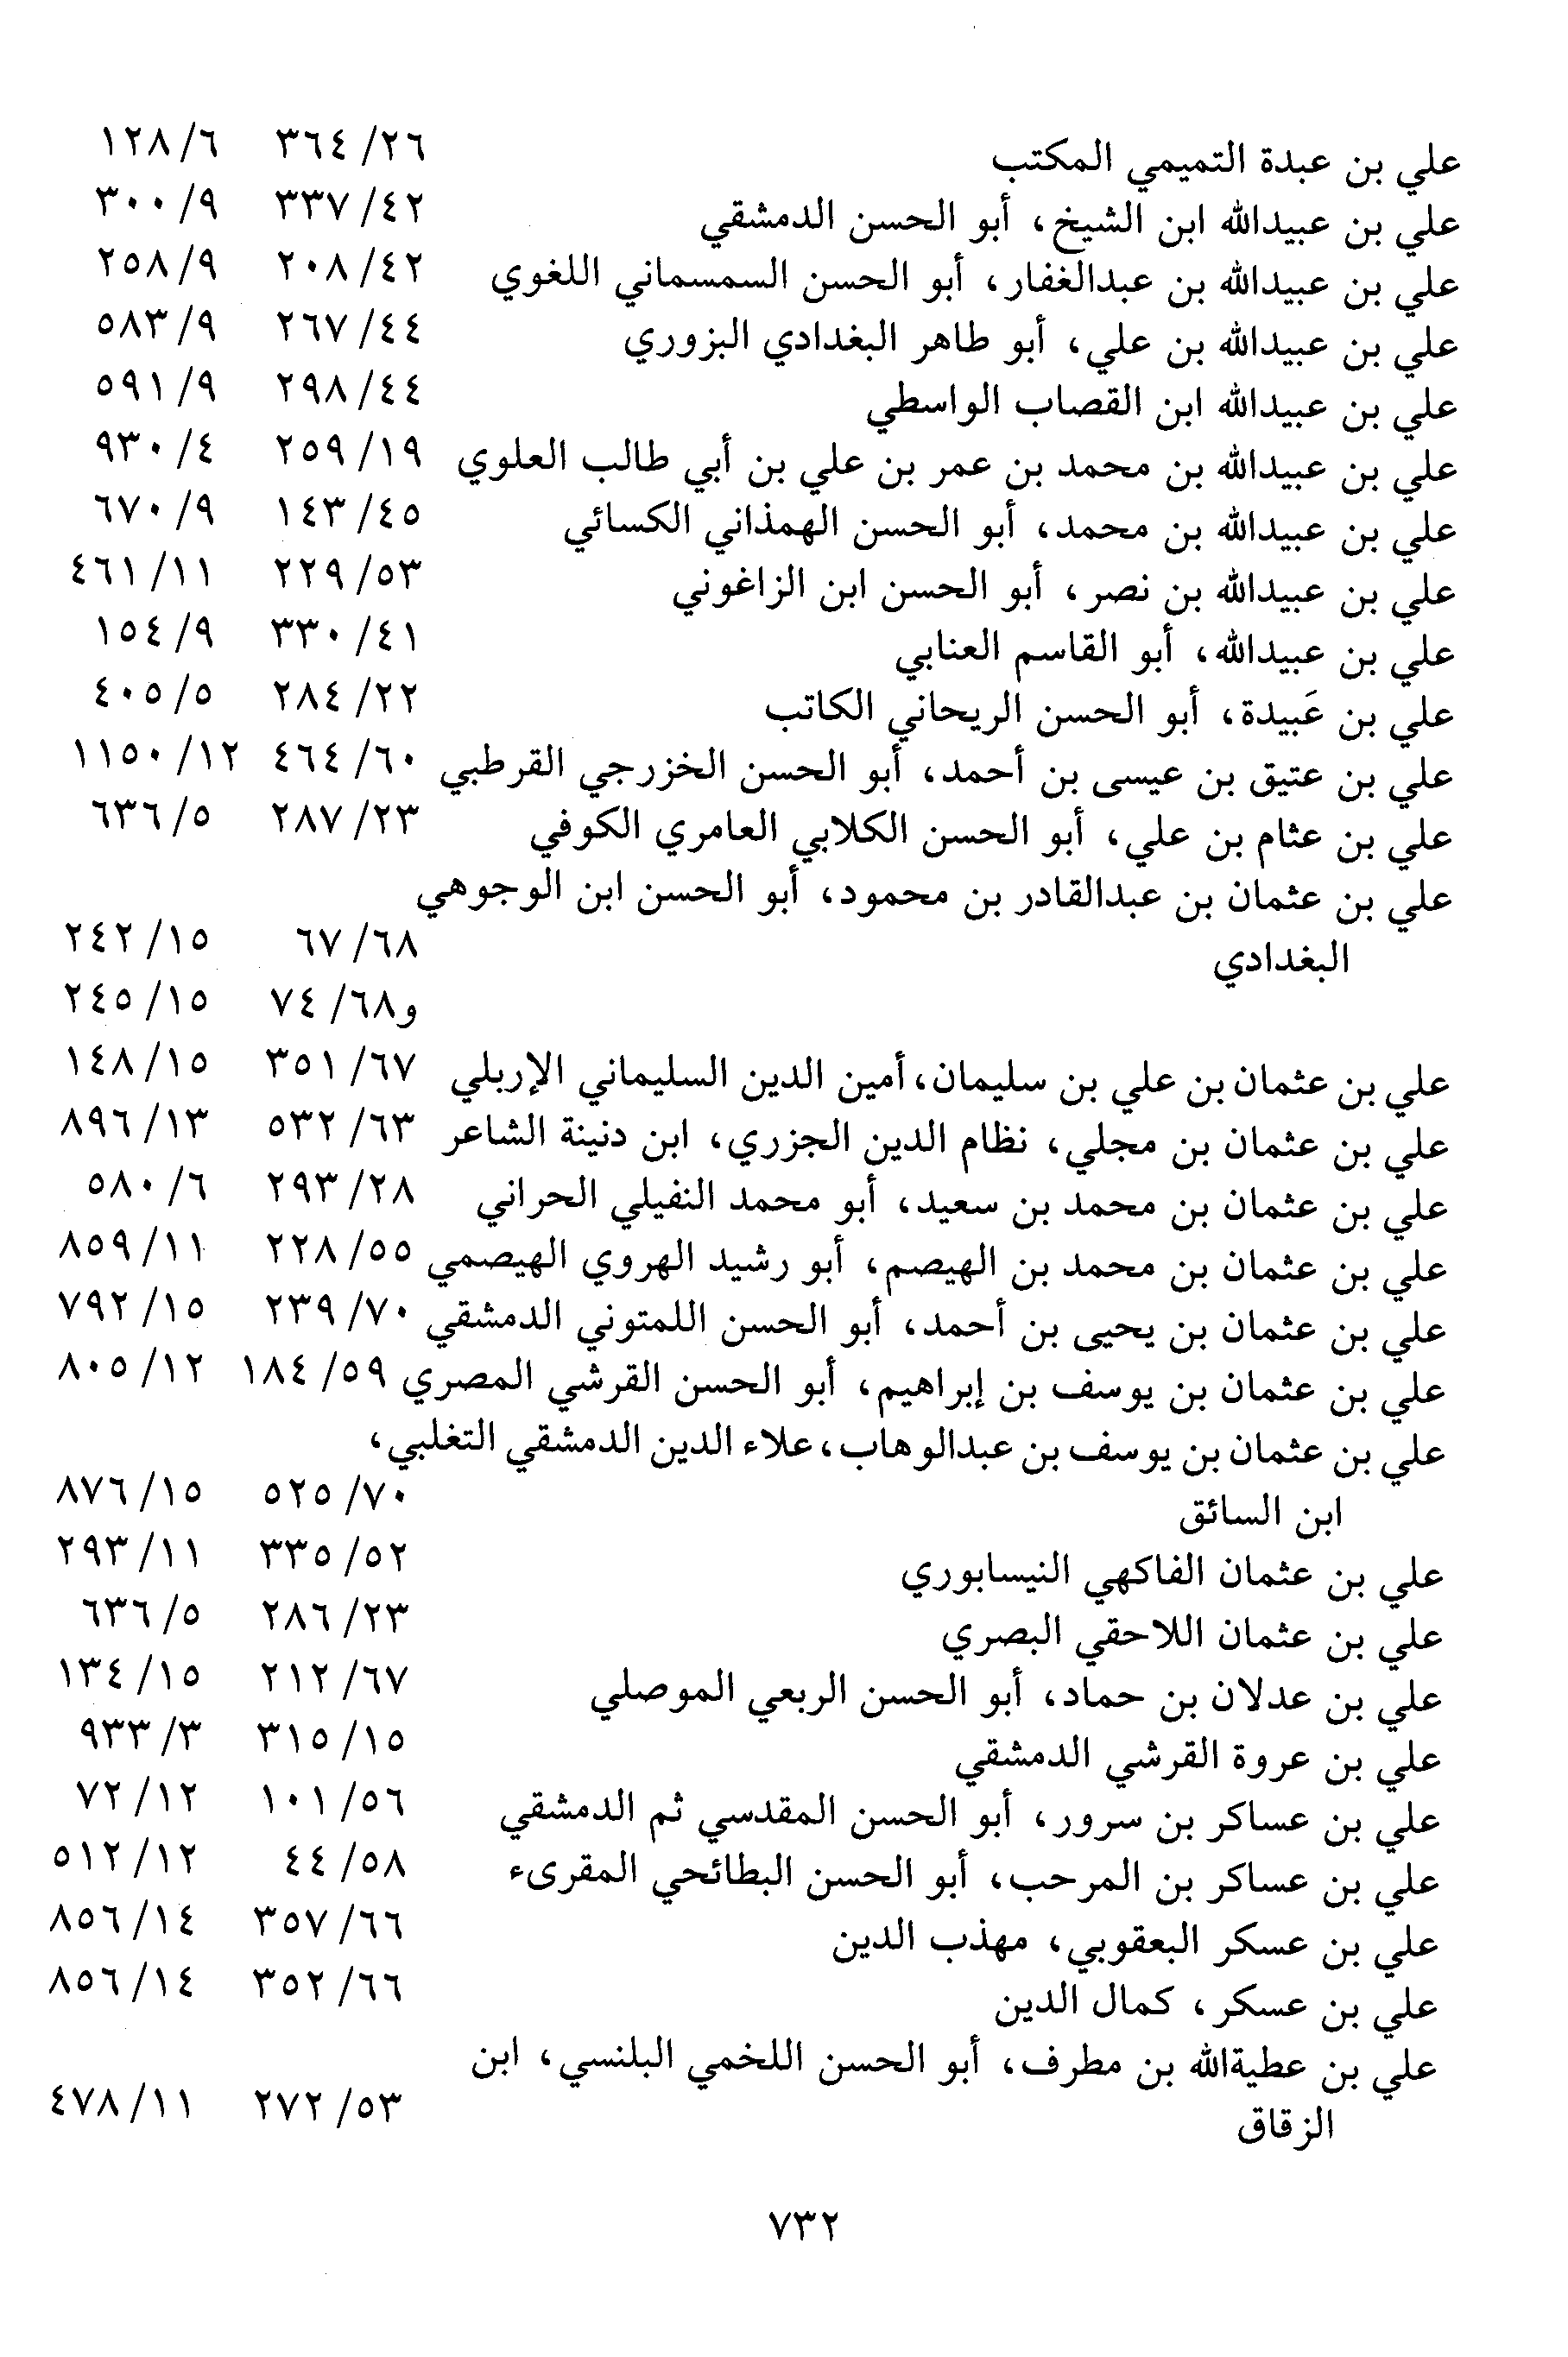 علي بن عبدة التميمي المكتب ٢٦/ ٣٦٤ ٦/ ١٢٨
علي بن عبيدالله ابن الشيخ، أبو الحسن الدمشقي ٤٢/ ٣٣٧ ٩/ ٣٠٠
علي بن عبيدالله بن عبدالغفار، أبو الحسن السمسماني اللغوي ٤٢/ ٢٠٨ ٩/ ٢٥٨
علي بن عبيدالله بن علي، أبو طاهر البغدادي البزوري ٤٤/ ٢٦٧ ٩/ ٥٨٣
علي بن عبيدالله ابن القصاب الواسطي ٤٤/ ٢٩٨ ٩/ ٥٩١
علي بن عبيدالله بن محمد بن عمر بن علي بن أبي طالب العلوي ١٩/ ٢٥٩ ٤/ ٩٣٠
علي بن عبيدالله بن محمد، أبو الحسن الهمذاني الكسائي ٤٥/ ١٤٣ ٩/ ٦٧٠
علي بن عبيدالله بن نصر، أبو الحسن ابن الزاغوني ٥٣/ ٢٢٩ ١١/ ٤٦١
علي بن عبيدالله، أبو القاسم العنابي ٤١/ ٣٣٠ ٩/ ١٥٤
علي بن عَبيدة، أبو الحسن الريحاني الكاتب ٢٢/ ٢٨٤ ٥/ ٤٠٥
علي بن عتيق بن عيسى بن أحمد، أبو الحسن الخزرجي القرطبي ٦٠/ ٤٦٤ ١٢/ ١١٥٠
علي بن عثام بن علي، أبو الحسن الكلابي العامري الكوفي ٢٣/ ٢٨٧ ٥/ ٦٣٦
علي بن عثمان بن عبدالقادر بن محمود، أبو الحسن ابن الوجوهي
البغدادي ٦٨/ ٦٧ ١٥/ ٢٤٢
و٦٨/ ٧٤ ١٥/ ٢٤٥
علي بن عثمان بن علي بن سليمان، أمين الدين السليماني الإربلي ٦٧/ ٣٥١ ١٥/ ١٤٨
علي بن عثمان بن مجلي، نظام الدين الجزري، ابن دنينة الشاعر ٦٣/ ٥٣٢ ١٣/ ٨٩٦
علي بن عثمان بن محمد بن سعيد، أبو محمد النفيلي الحراني ٢٨/ ٢٩٣ ٦/ ٥٨٠
علي بن عثمان بن محمد بن الهيصم، أبو رشيد الهروي الهيصمي ٥٥/ ٢٢٨ ١١/ ٨٥٩
علي بن عثمان بن يحيى بن أحمد، أبو الحسن اللمتوني الدمشقي ٧٠/ ٢٣٩ ١٥/ ٧٩٢
علي بن عثمان بن يوسف بن إبراهيم، أبو الحسن القرشي المصري ٥٩/ ١٨٤ ١٢/ ٨٠٥
علي بن عثمان بن يوسف بن عبدالوهاب، علاء الدين الدمشقي التغلبي،
ابن السائق ٧٠/ ٥٢٥ ١٥/ ٨٧٦
علي بن عثمان الفاكهي النيسابوري ٥٢/ ٣٣٥ ١١/ ٢٩٣
علي بن عثمان اللاحقي البصري ٢٣/ ٢٨٦ ٥/ ٦٣٦
علي بن عدلان بن حماد، أبو الحسن الربعي الموصلي ٦٧/ ٢١٢ ١٥/ ١٣٤
علي بن عروة القرشي الدمشقي ١٥/ ٣١٥ ٣/ ٩٣٣
علي بن عساكر بن سرور، أبو الحسن المقدسي ثم الدمشقي ٥٦/ ١٠١ ١٢/ ٧٢
علي بن عساكر بن المرحب، أبو الحسن البطائحي المقرىء ٥٨/ ٤٤ ١٢/ ٥١٢
علي بن عسكر البعقوبي، مهذب الدين ٦٦/ ٣٥٧ ١٤/ ٨٥٦
علي بن عسكر، كمال الدين ٦٦/ ٣٥٢ ١٤/ ٨٥٦
علي بن عطيةالله بن مطرف، أبو الحسن اللخمي البلنسي، ابن
الزقاق ٥٣/ ٢٧٢ ١١/ ٤٧٨
٧٣٢